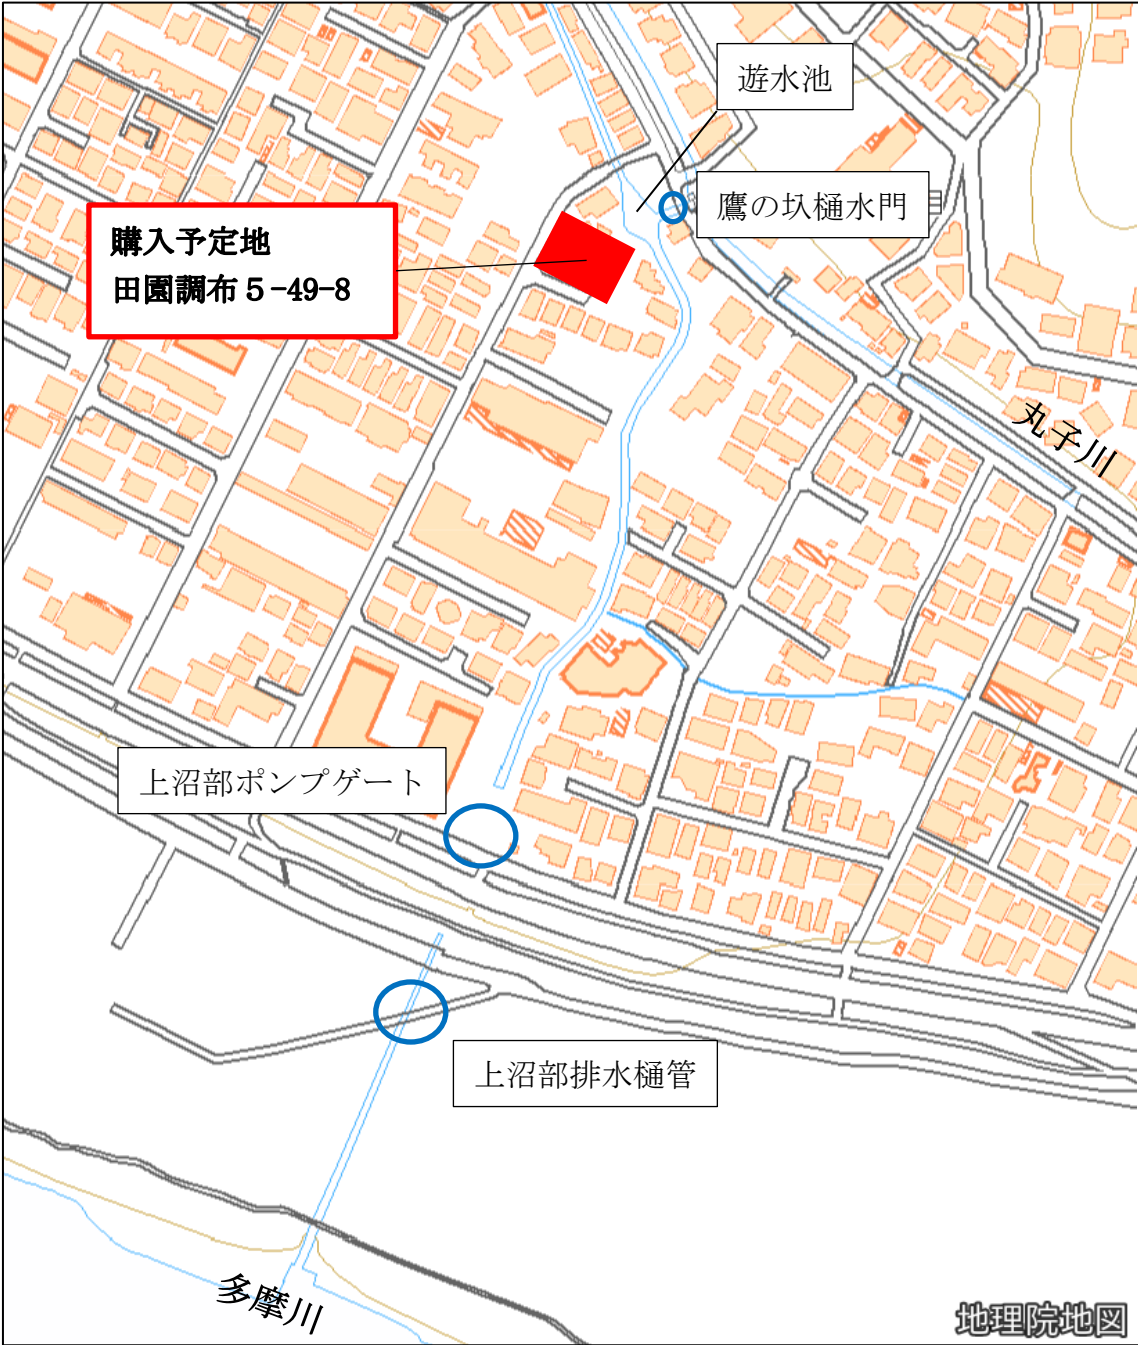 遊水池
鷹の圦樋水門
購入予定地
田園調布５-49-8
丸子川
上沼部ポンプゲート
上沼部排水樋管
多摩川
地理院地図